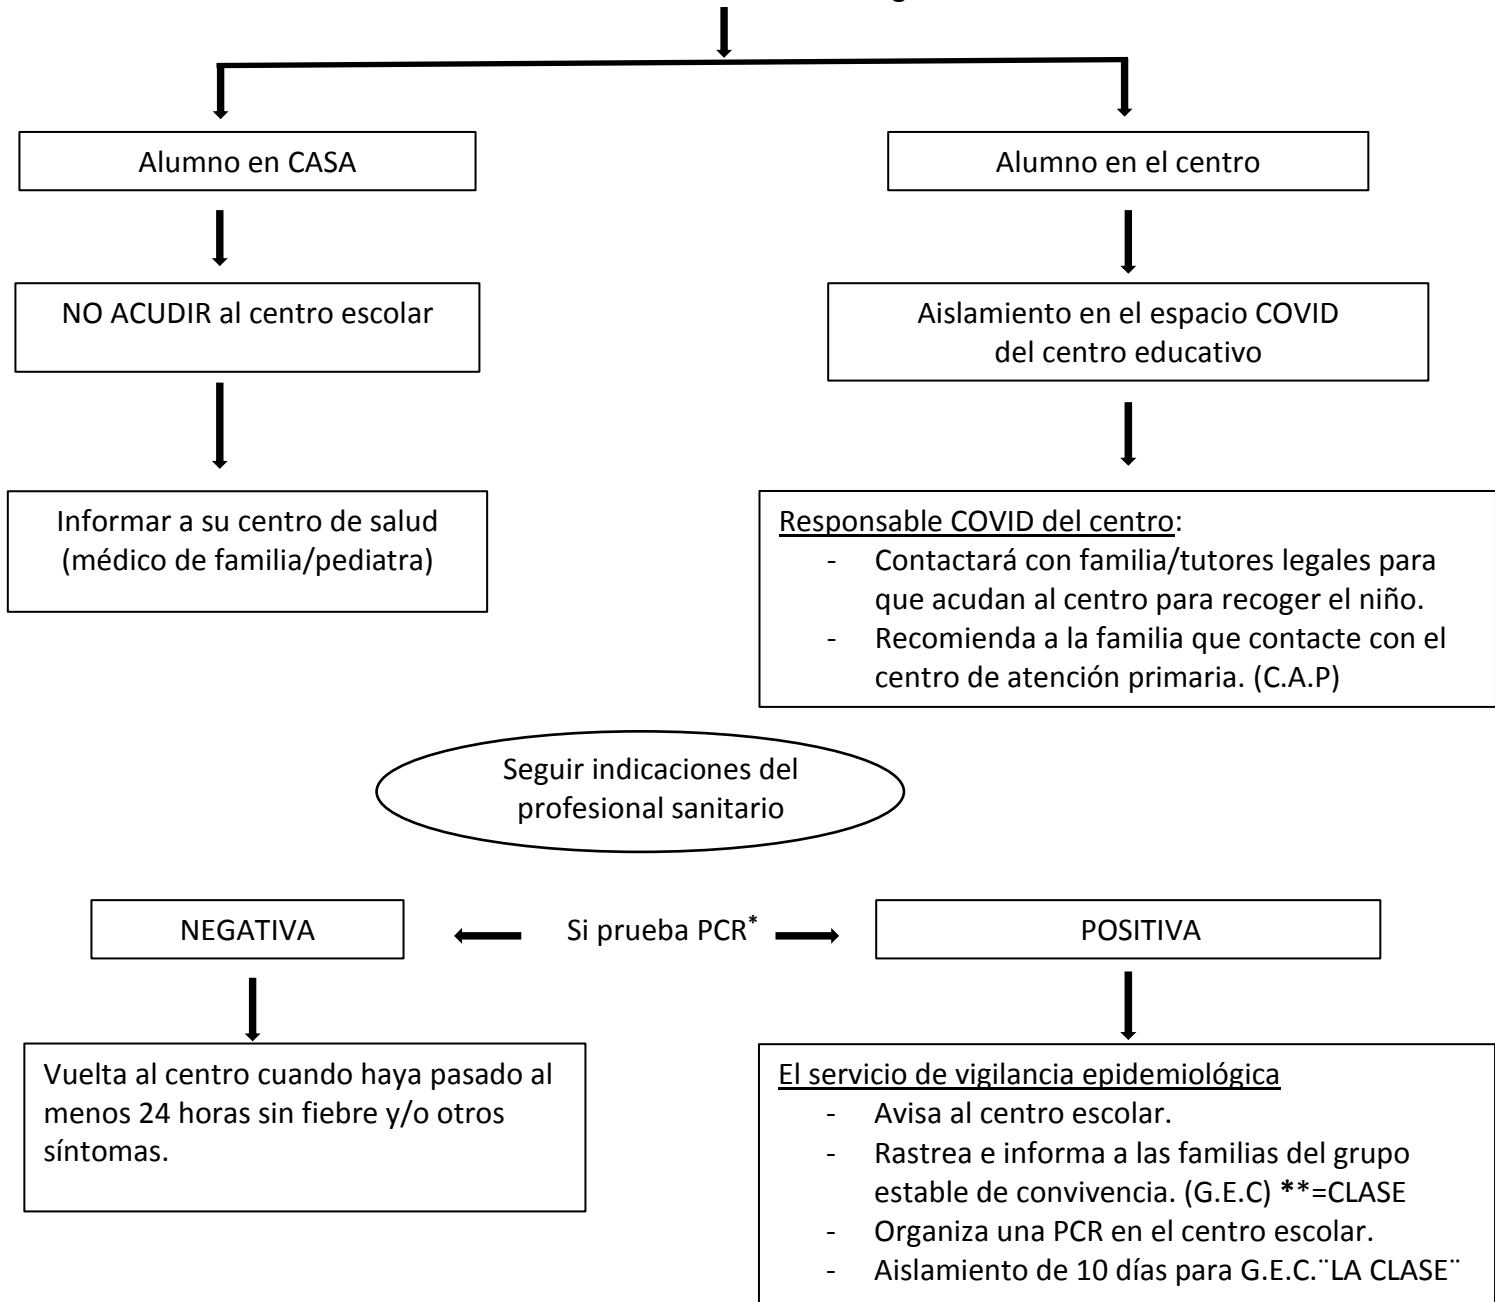 Alumno en CASA
Alumno en el centro
NO ACUDIR al centro escolar
Aislamiento en el espacio COVID
del centro educativo
Informar a su centro de salud
(médico de familia/pediatra)
Responsable COVID del centro:
- Contactará con familia/tutores legales para
que acudan al centro para recoger el niño.
- Recomienda a la familia que contacte con el
centro de atención primaria. (C.A.P)
Seguir indicaciones del
profesional sanitario
NEGATIVA
Si prueba PCR*
POSITIVA
Vuelta al centro cuando haya pasado al
menos 24 horas sin fiebre y/o otros
síntomas.
El servicio de vigilancia epidemiológica
- Avisa al centro escolar.
- Rastrea e informa a las familias del grupo
estable de convivencia. (G.E.C) **=CLASE
- Organiza una PCR en el centro escolar.
- Aislamiento de 10 días para G.E.C.¨LA CLASE¨